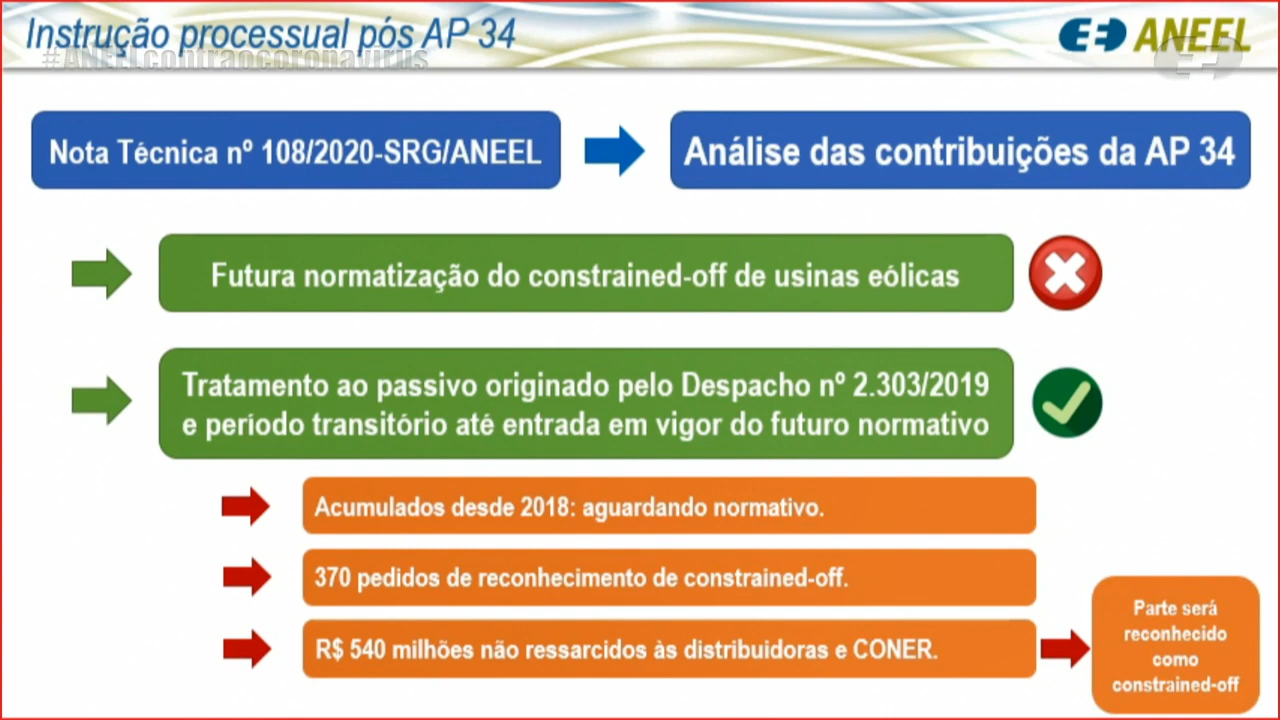 Instrução processual pós AP 34
#ANEELcontraocoronavirus
ANEEL
Nota Técnica nº 108/2020-SRG/ANEEL
Análise das contribuições da AP 34
Futura normatização do constrained-off de usinas eólicas
Tratamento ao passivo originado pelo Despacho nº 2.303/2019
e período transitório até entrada em vigor do futuro normativo
Acumulados desde 2018: aguardando normativo.
370 pedidos de reconhecimento de constrained-off.
R$ 540 milhões não ressarcidos às distribuidoras e CONER.
Parte será
reconhecido
como
constrained-off